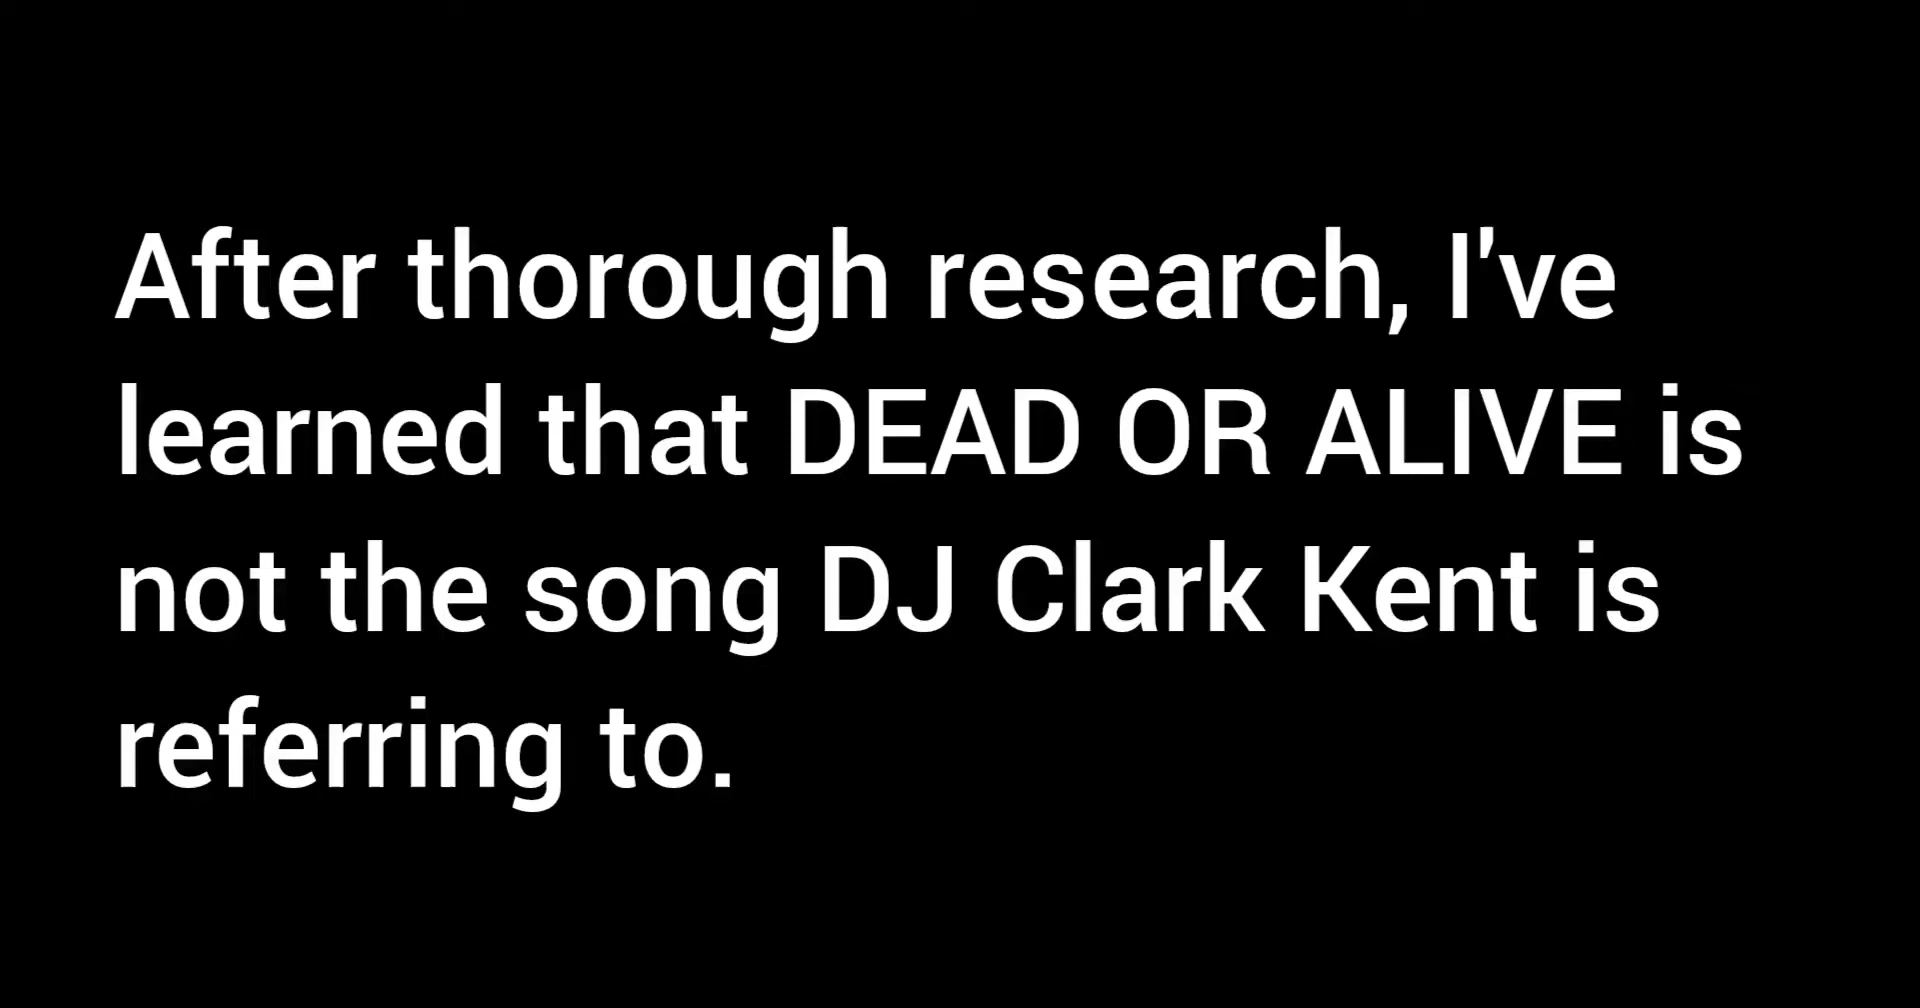 After thorough research, I've
learned that DEAD OR ALIVE is
not the song DJ Clark Kent is
referring to.